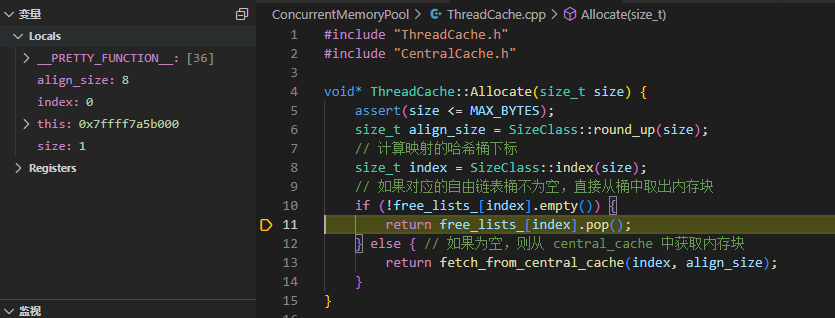 变量
Locals
__PRETTY_FUNCTION__: [36]
align_size: 8
index: 0
this: 0x7ffff7a5b000
size: 1
Registers
监视
ConcurrentMemoryPool > ThreadCache.cpp > Allocate(size_t)
1 #include "ThreadCache.h"
2 #include "CentralCache.h"
3
4 void* ThreadCache::Allocate(size_t size) {
5 assert(size <= MAX_BYTES);
6 size_t align_size = SizeClass::round_up(size);
7 // 计算映射的哈希桶下标
8 size_t index = SizeClass::index(size);
9 // 如果对应的自由链表桶不为空，直接从桶中取出内存块
10 if (!free_lists_[index].empty()) {
11 return free_lists_[index].pop();
12 } else { // 如果为空，则从 central_cache 中获取内存块
13 return fetch_from_central_cache(index, align_size);
14 }
15 }